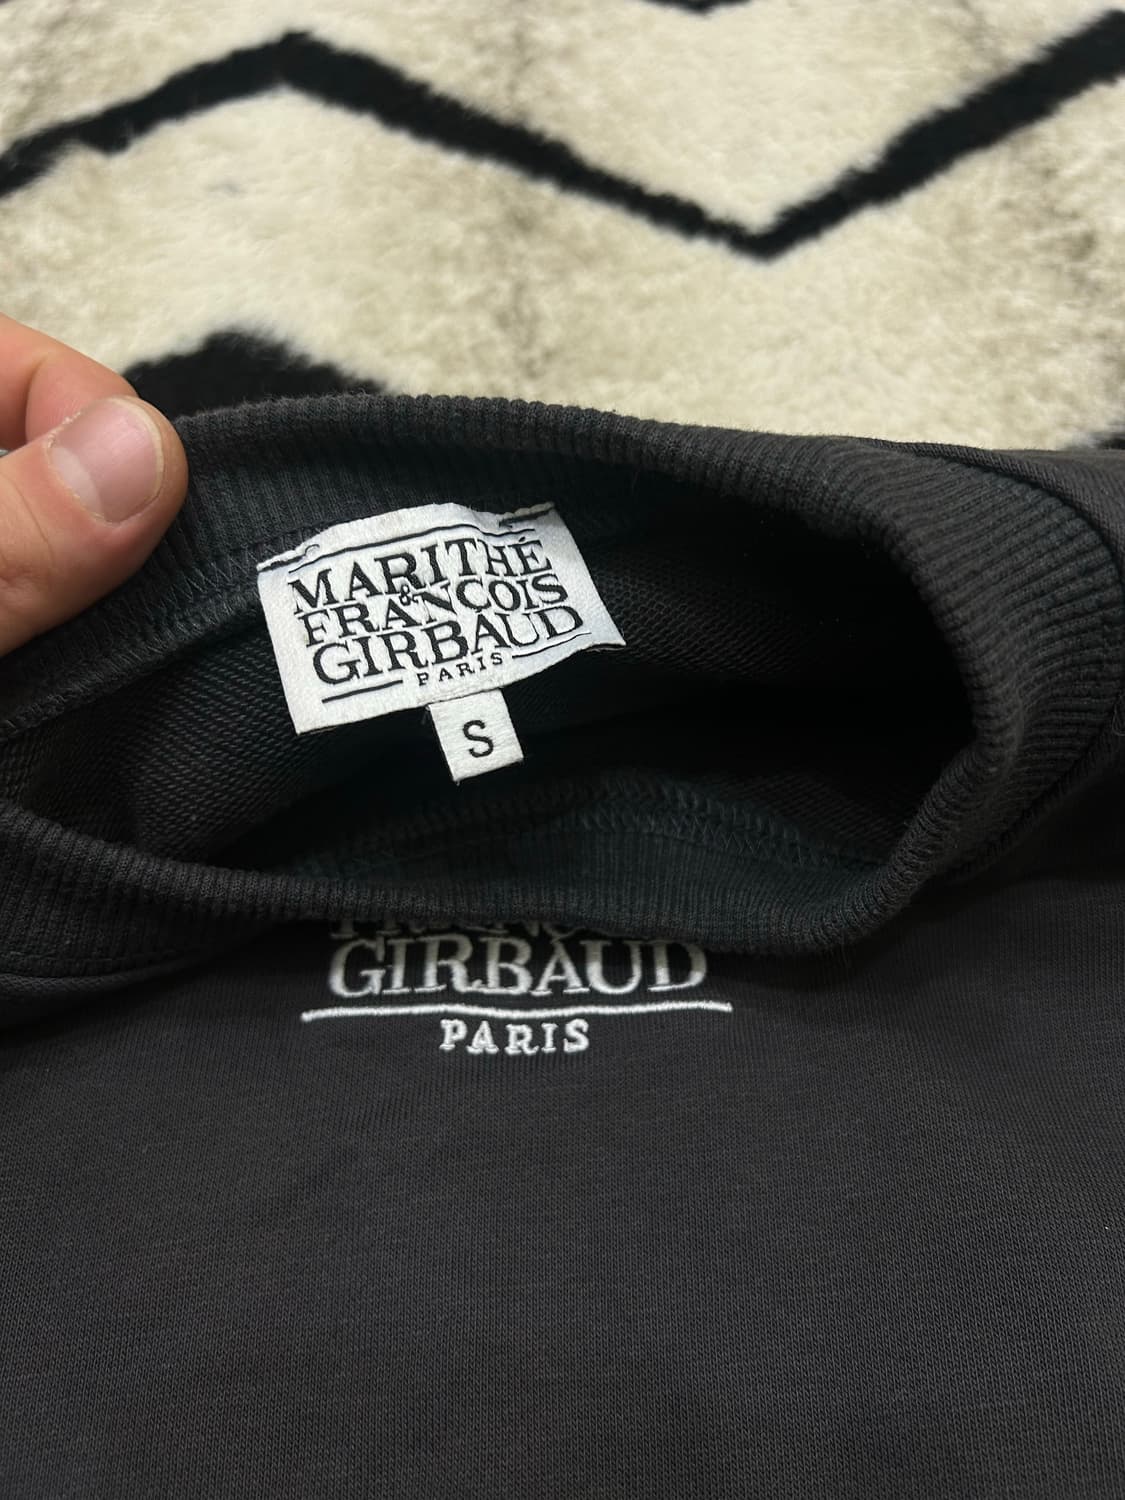 MARITHÉ
&
FRANÇOIS
GIRBAUD
PARIS
S
GIRBAUD
PARIS